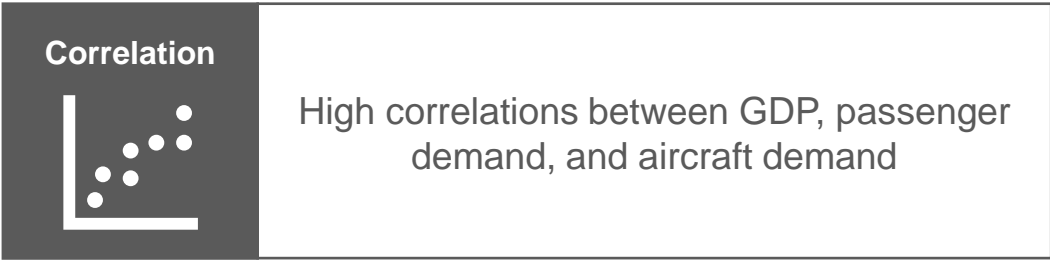 Correlation
High correlations between GDP, passenger
demand, and aircraft demand